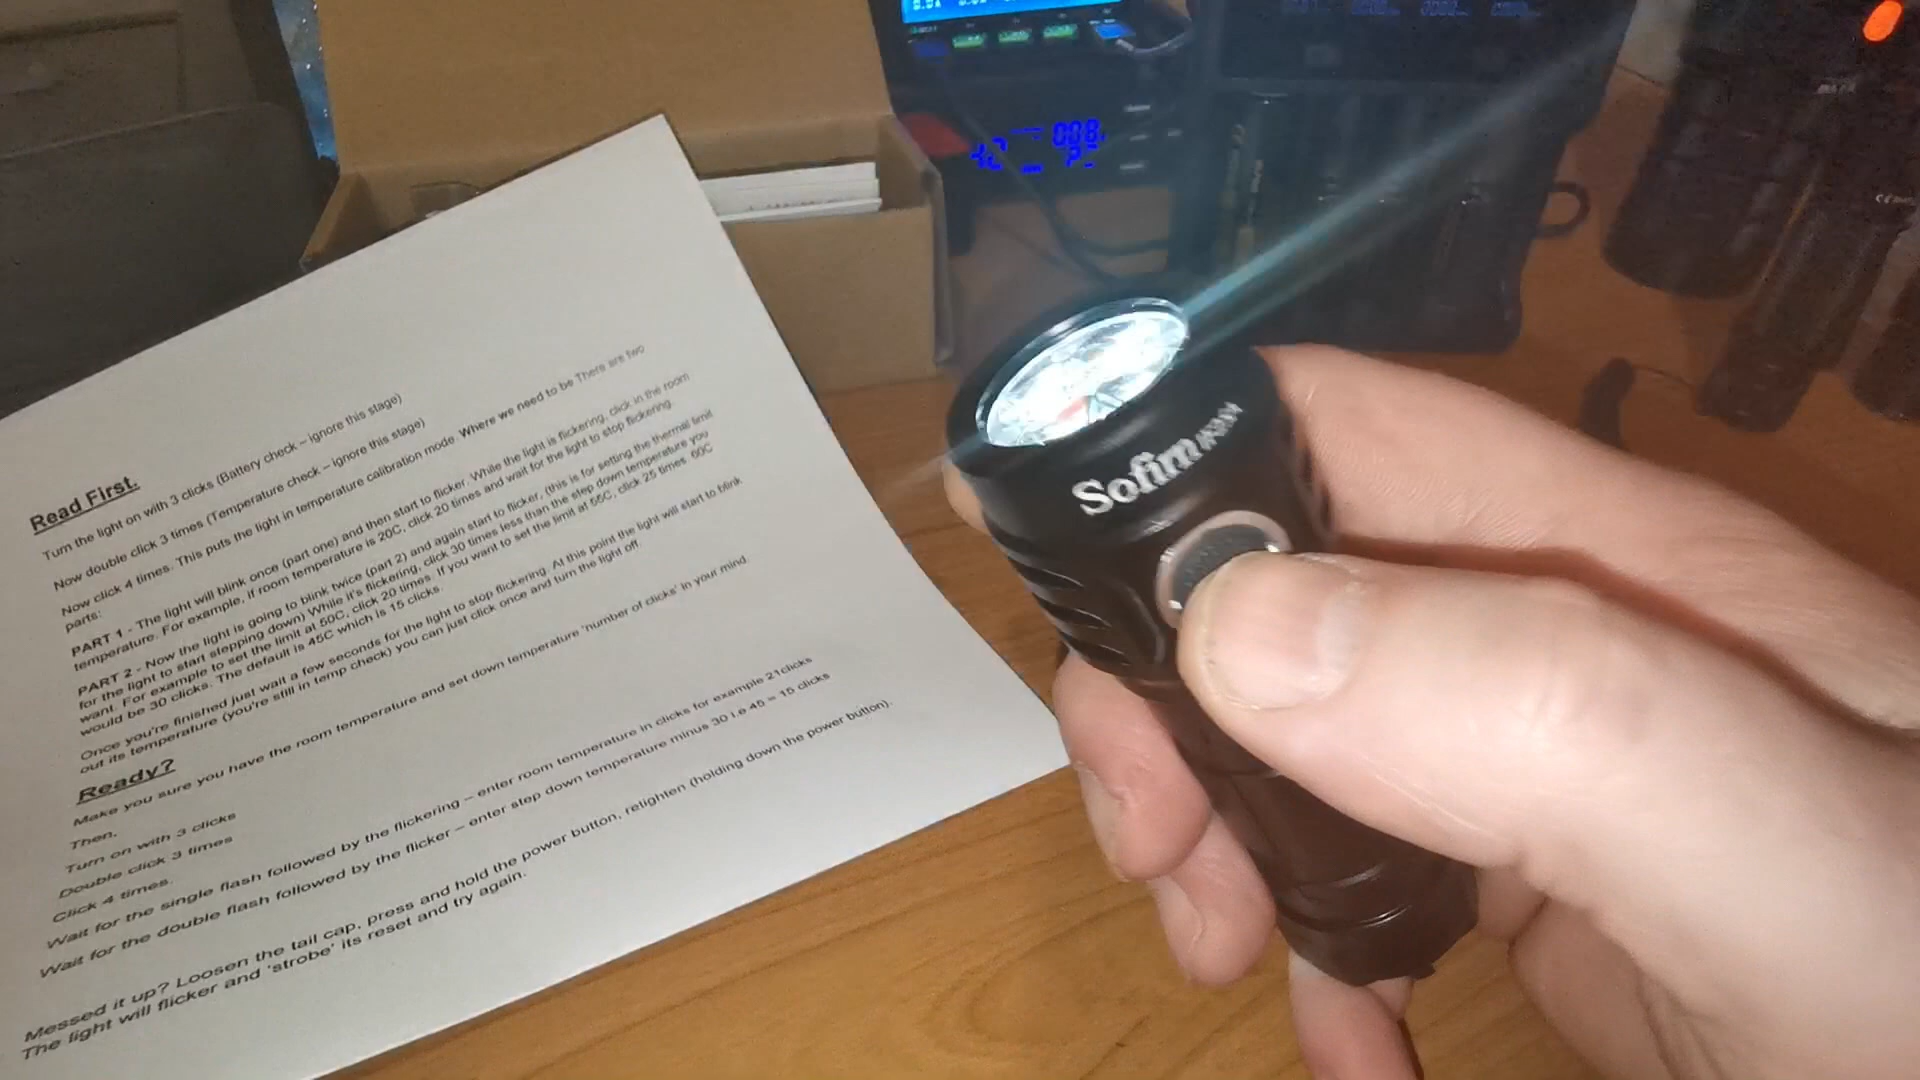 Read First.
Turn the light on with 3 clicks (Battery check – ignore this stage)
Now double click 3 times (Temperature check – ignore this stage)
Now click 4 times. This puts the light in temperature calibration mode. Where we need to be There are two
parts:
PART 1 - The light will blink once (part one) and then start to flicker. While the light is flickering, click in the room
temperature. For example, if room temperature is 20C, click 20 times and wait for the light to stop flickering.
PART 2 - Now the light is going to blink twice (part 2) and again start to flicker, (this is for setting the thermal limit
for the light to start stepping down) While it's flickering, click 30 times less than the step down temperature you
want. For example to set the limit at 50C, click 20 times. If you want to set the limit at 55C, click 25 times. 60C
would be 30 clicks. The default is 45C which is 15 clicks.
Once you're finished just wait a few seconds for the light to stop flickering. At this point the light will start to blink
out its temperature (you're still in temp check) you can just click once and turn the light off.
Ready?
Make you sure you have the room temperature and set down temperature 'number of clicks' in your mind.
Then,
Turn on with 3 clicks
Double click 3 times
Click 4 times.
Wait for the single flash followed by the flickering – enter room temperature in clicks for example 21clicks
Wait for the double flash followed by the flicker – enter step down temperature minus 30 i.e 45 = 15 clicks
Messed it up? Loosen the tail cap, press and hold the power button, retighten (holding down the power button).
The light will flicker and 'strobe' its reset and try again.
Sofirn